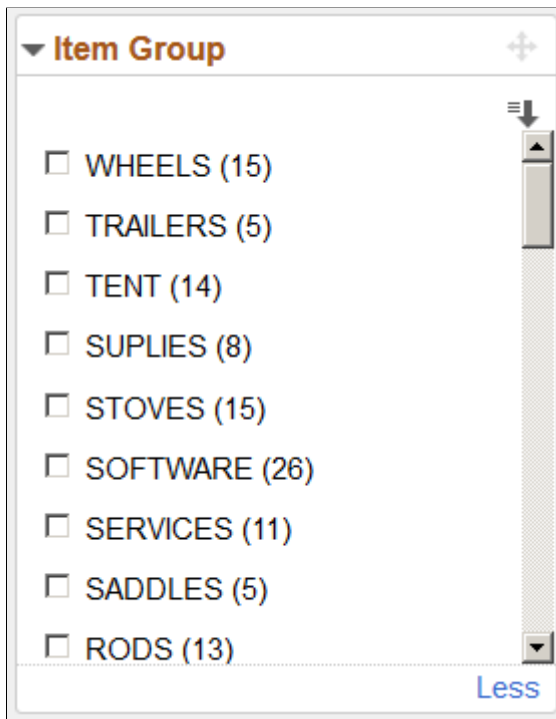 Item Group
WHEELS (15)
TRAILERS (5)
TENT (14)
SUPLIES (8)
STOVES (15)
SOFTWARE (26)
SERVICES (11)
SADDLES (5)
RODS (13)
Less